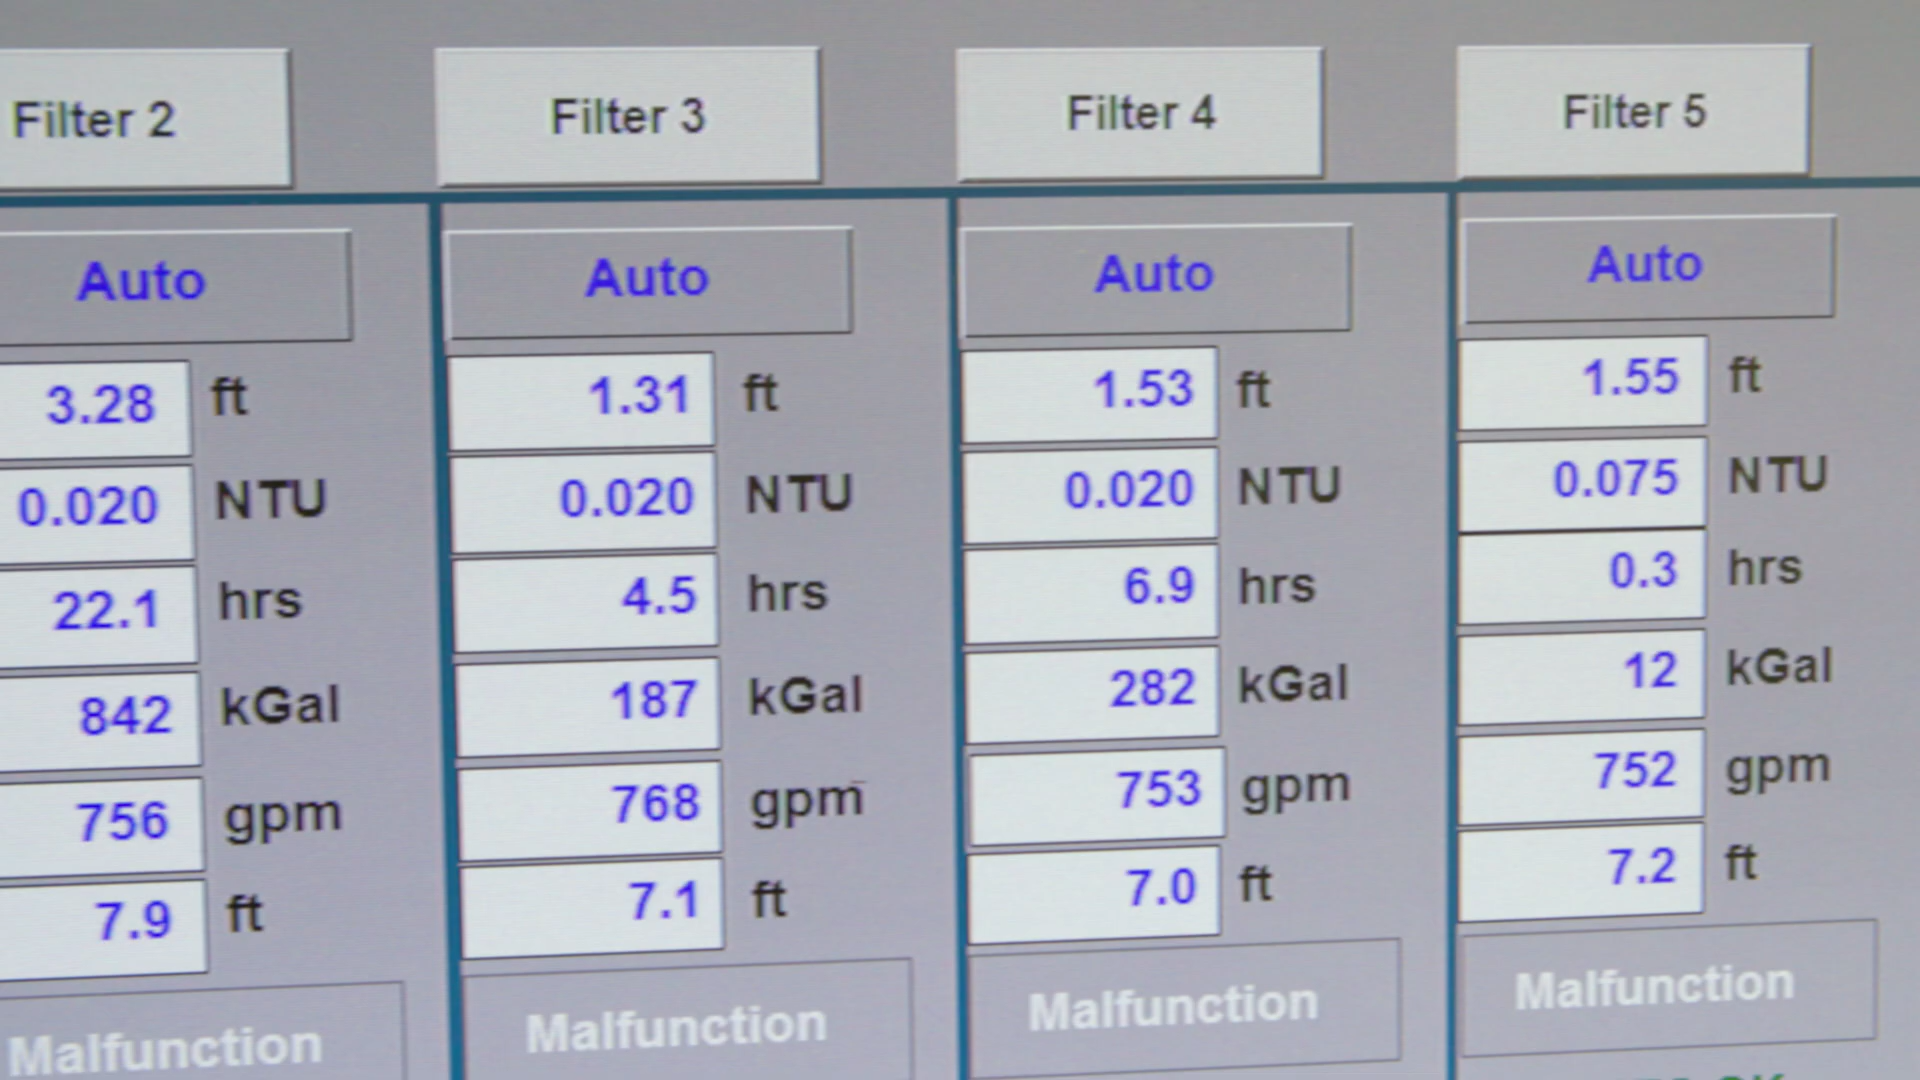 Filter 2 Filter 3 Filter 4 Filter 5
Auto Auto Auto Auto
3.28 ft 1.31 ft 1.53 ft 1.55 ft
0.020 NTU 0.020 NTU 0.020 NTU 0.075 NTU
22.1 hrs 4.5 hrs 6.9 hrs 0.3 hrs
842 kGal 187 kGal 282 kGal 12 kGal
756 gpm 768 gpm 753 gpm 752 gpm
7.9 ft 7.1 ft 7.0 ft 7.2 ft
Malfunction Malfunction Malfunction Malfunction